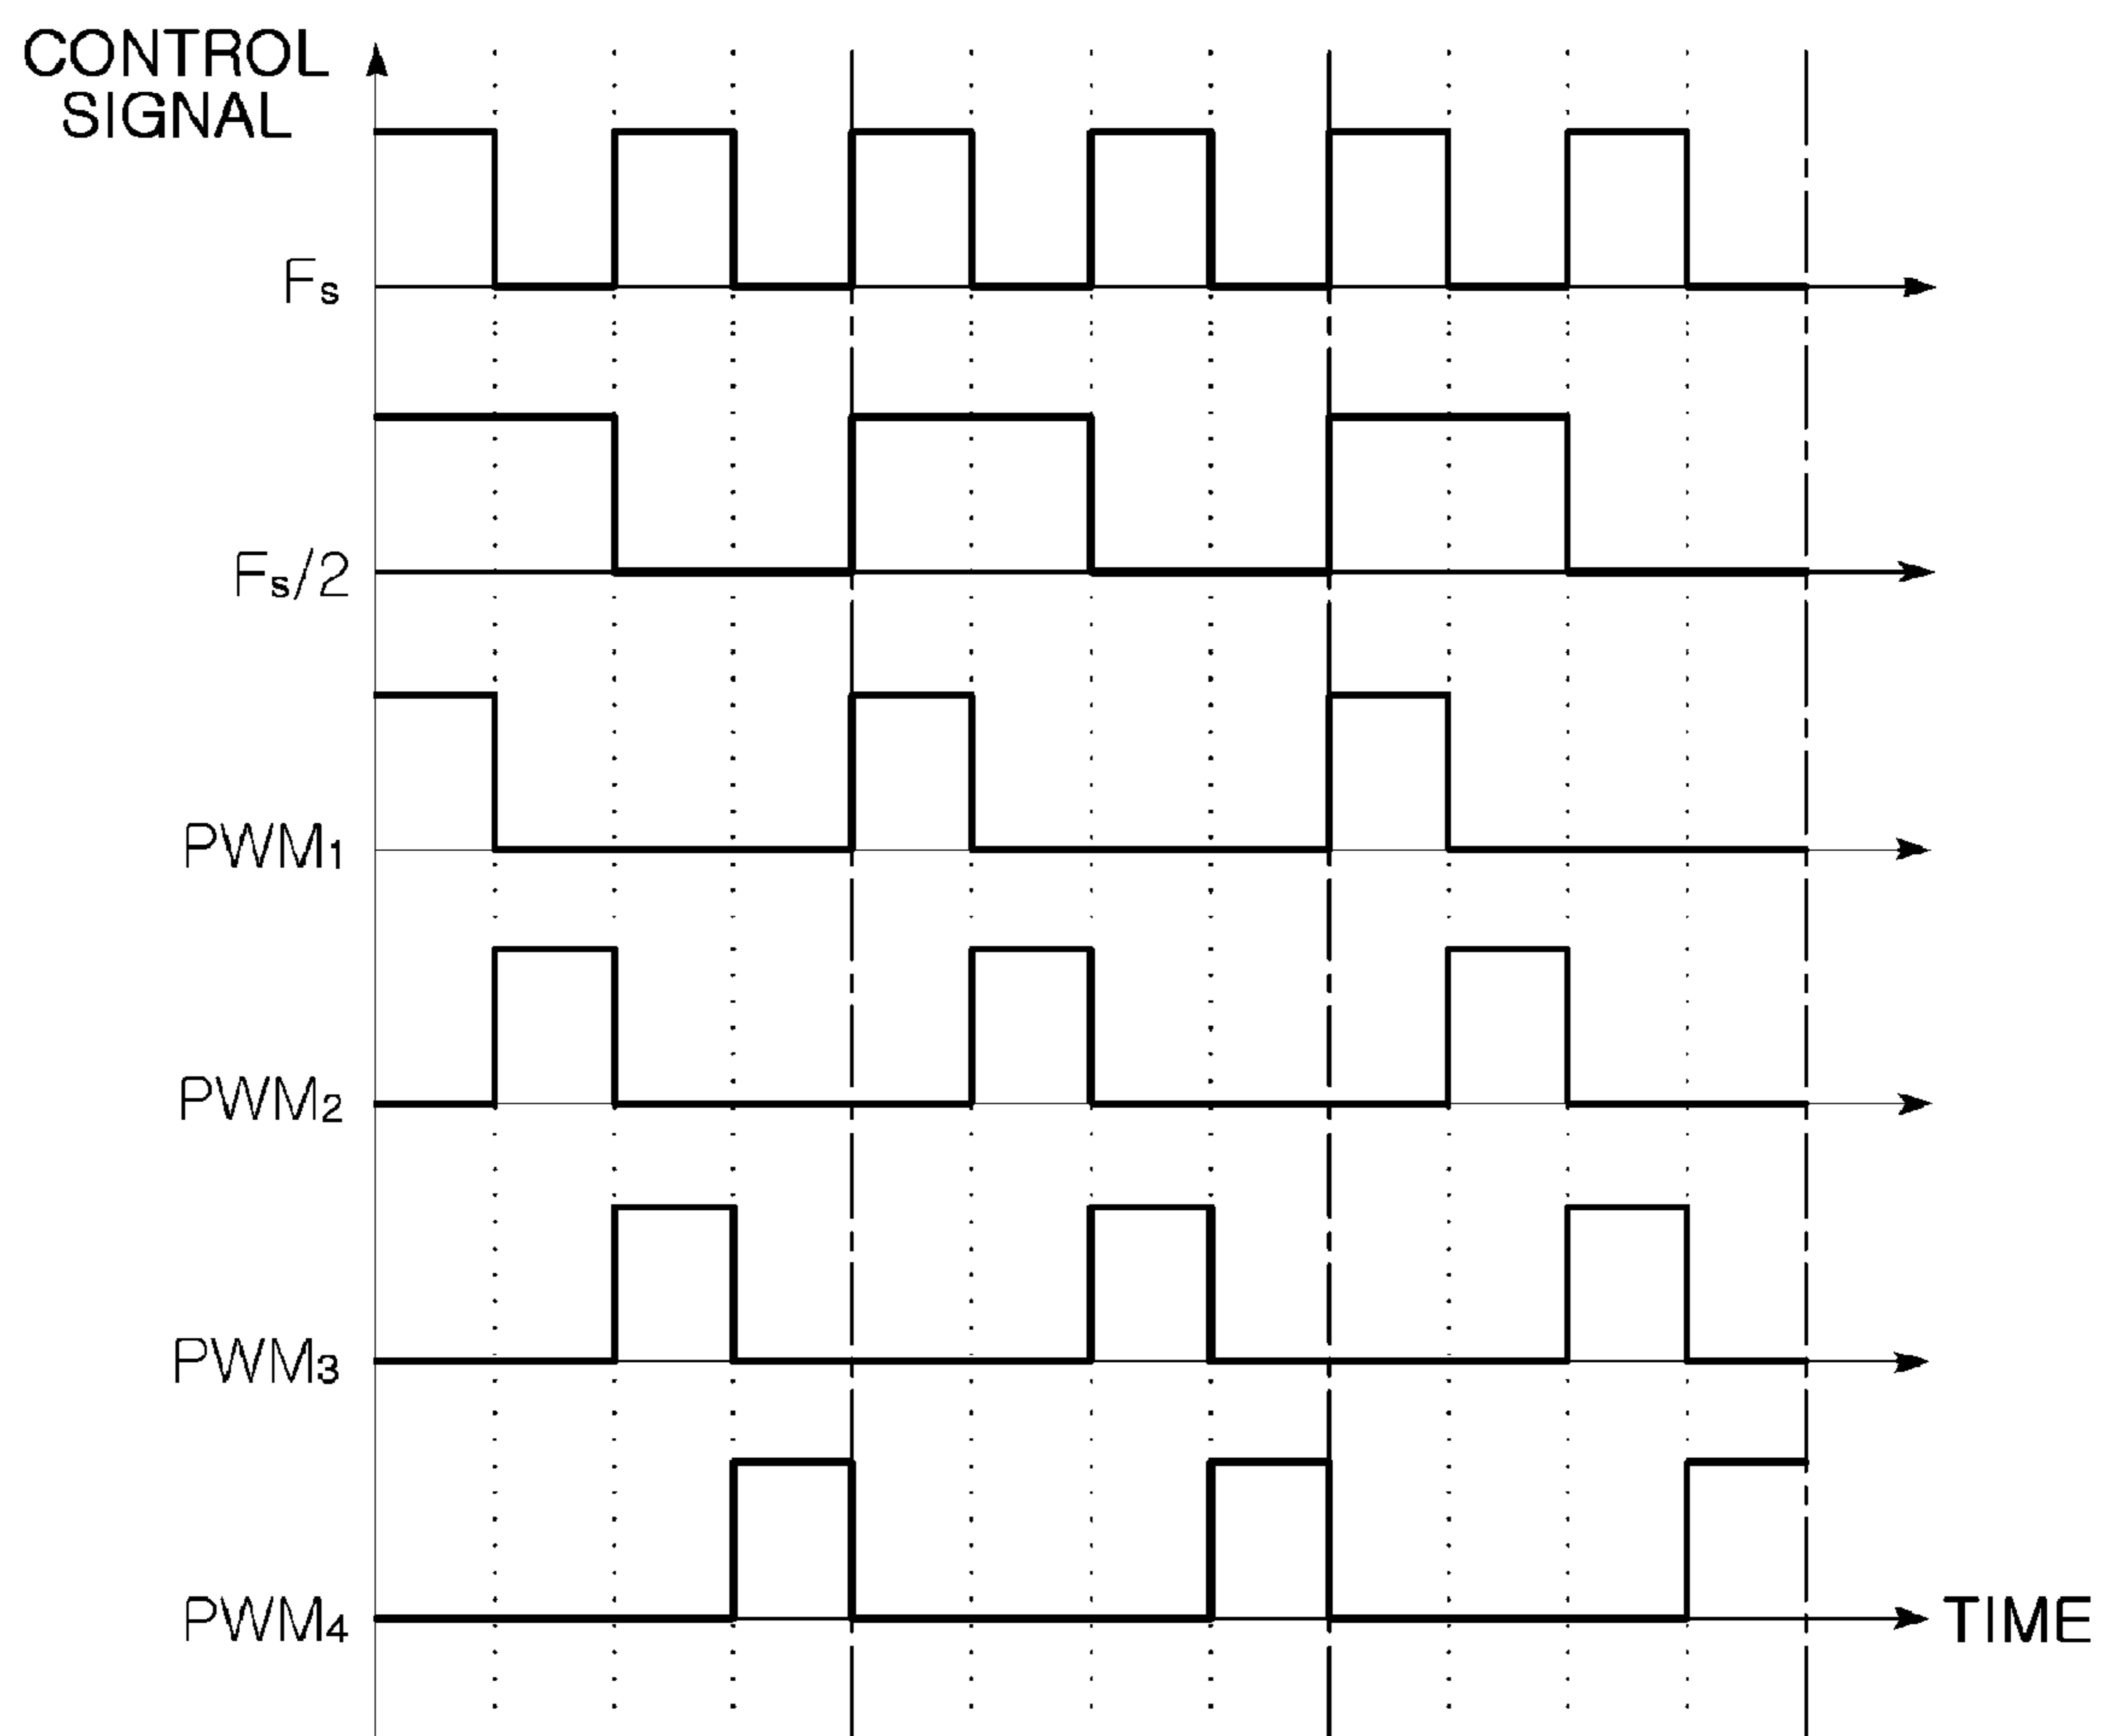 CONTROL
SIGNAL
Fs
Fs/2
PWM1
PWM2
PWM3
PWM4
TIME